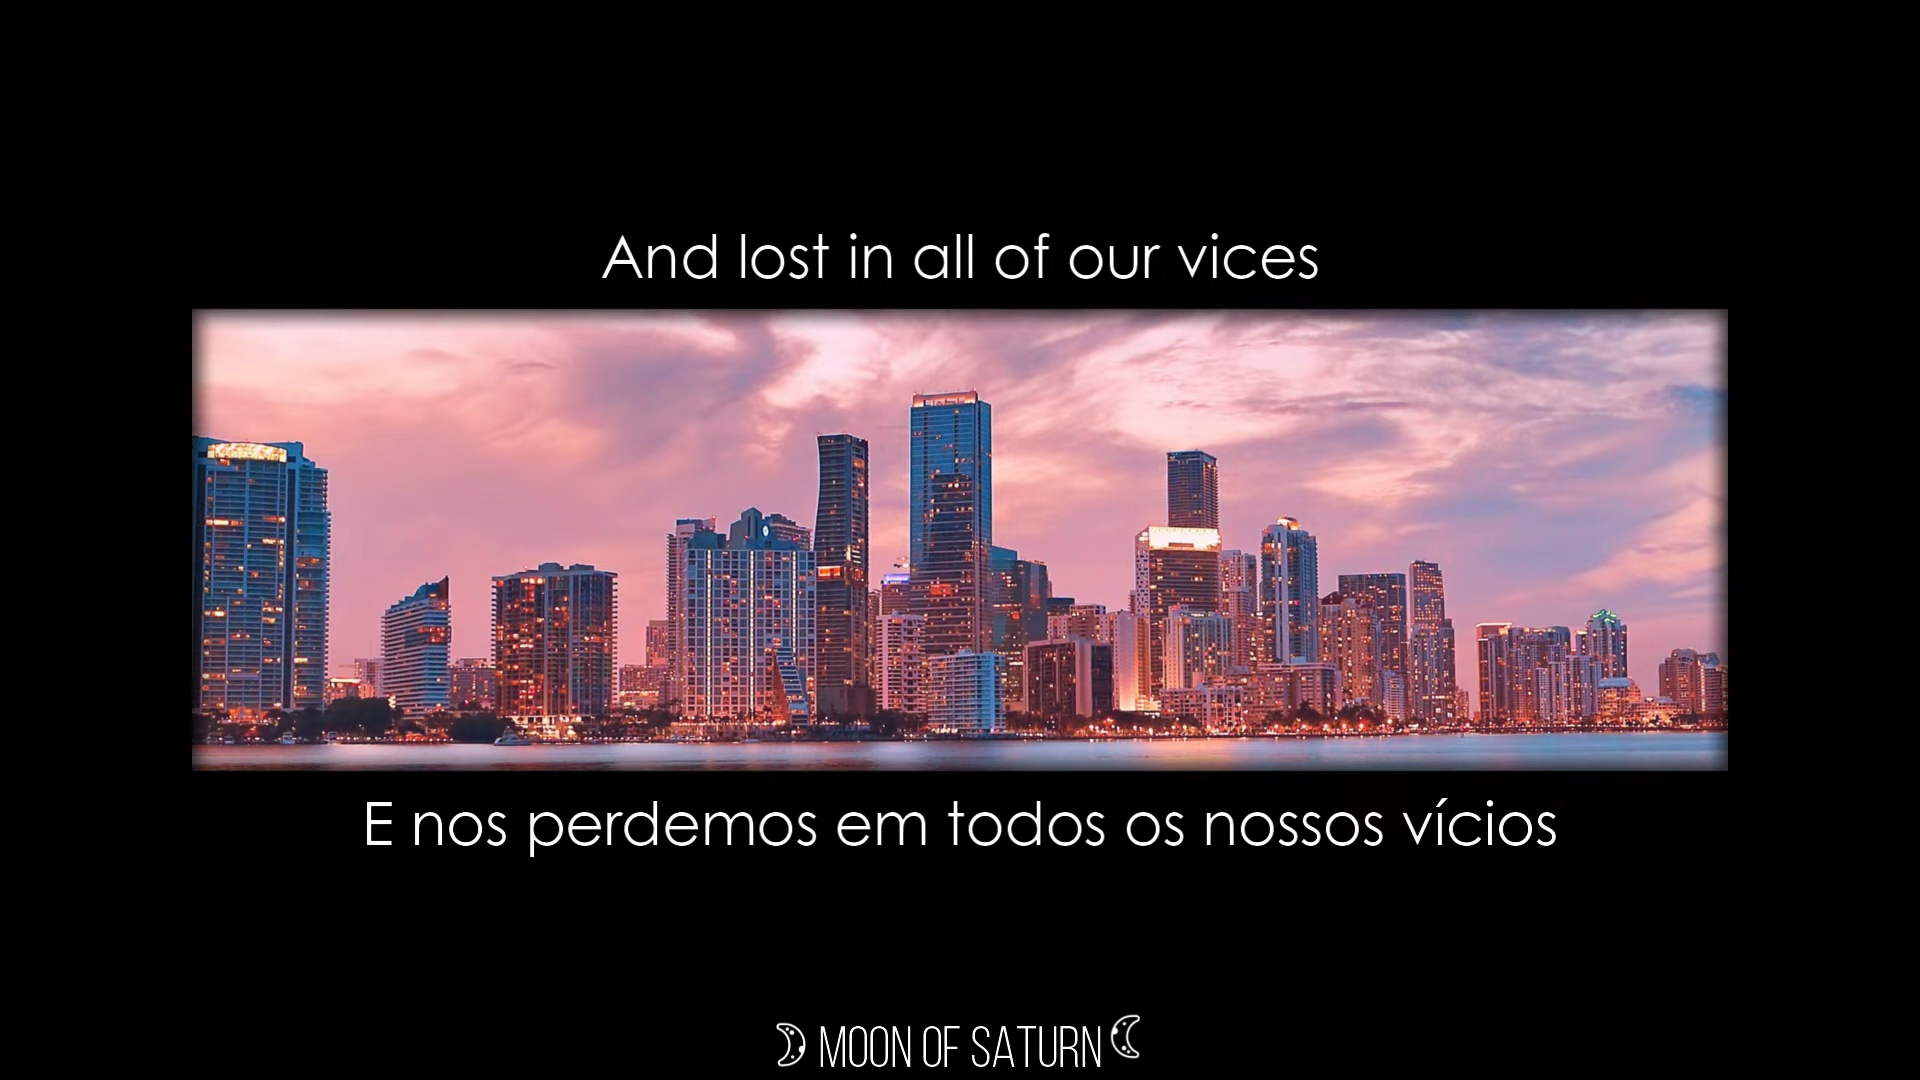 And lost in all of our vices
E nos perdemos em todos os nossos vícios
MOON OF SATURN